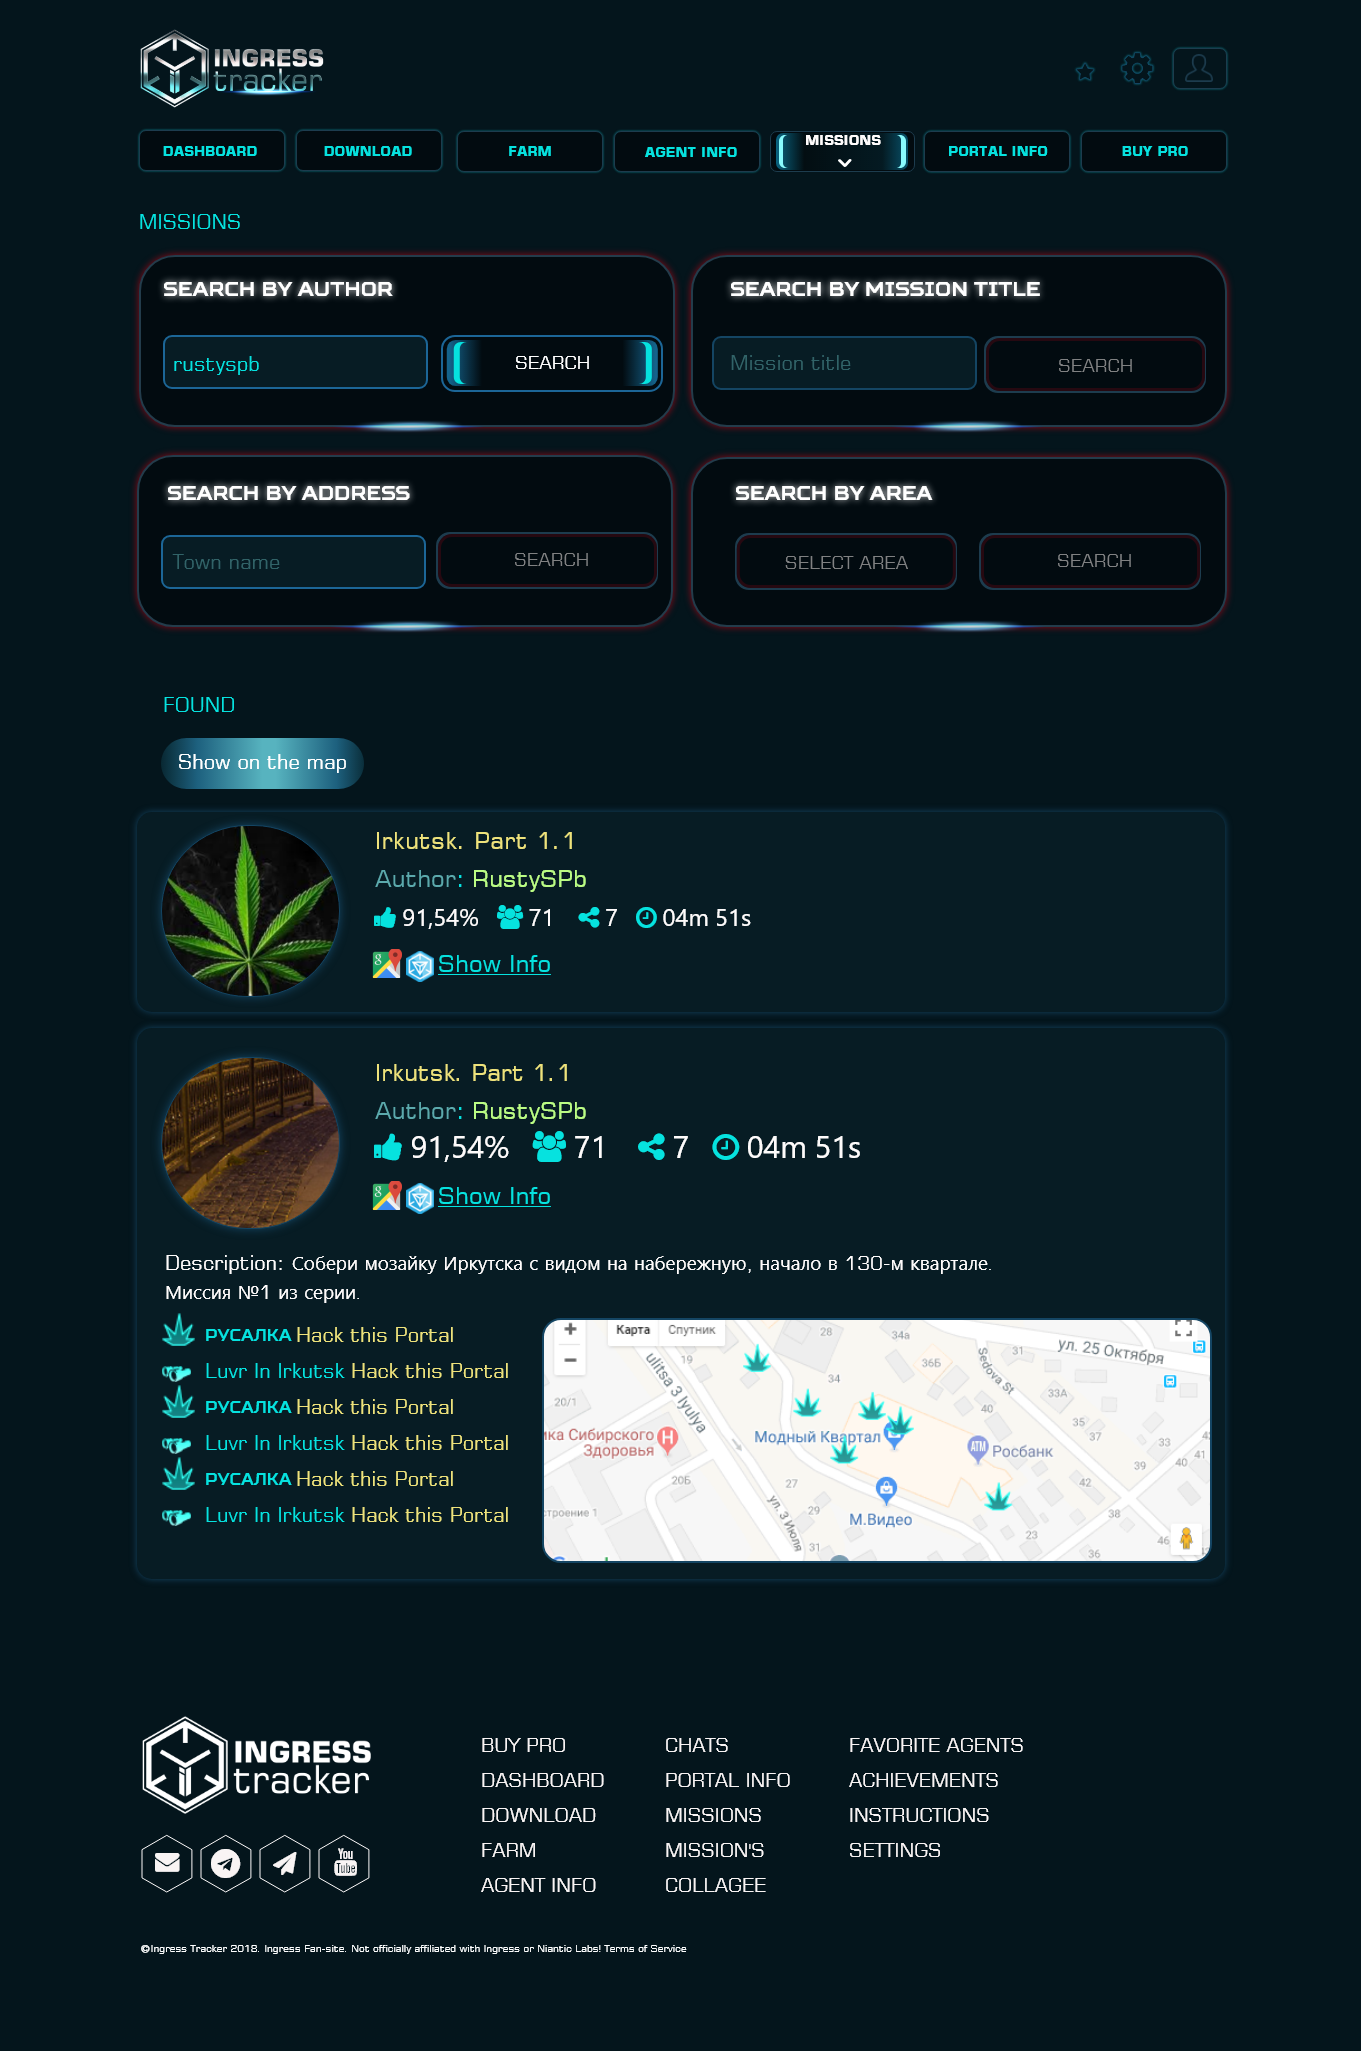 INGRESS
tracker
DASHBOARD
DOWNLOAD
FARM
AGENT INFO
MISSIONS
PORTAL INFO
BUY PRO
MISSIONS
SEARCH BY AUTHOR
rustyspb
SEARCH
SEARCH BY MISSION TITLE
Mission title
SEARCH
SEARCH BY ADDRESS
Town name
SEARCH
SEARCH BY AREA
SELECT AREA
SEARCH
FOUND
Show on the map
Irkutsk. Part 1.1
Author: RustySPb
91,54% 71 7 04m 51s
Show Info
Irkutsk. Part 1.1
Author: RustySPb
91,54% 71 7 04m 51s
Show Info
Description: Собери мозайку Иркутска с видом на набережную, начало в 130-м квартале.
Миссия №1 из серии.
РУСАЛКА Hack this Portal
Luvr In Irkutsk Hack this Portal
РУСАЛКА Hack this Portal
Luvr In Irkutsk Hack this Portal
РУСАЛКА Hack this Portal
Luvr In Irkutsk Hack this Portal
+
−
Карта Спутник
28
34а
ул. 25 Октября
19
ulitsa 3 Iyulya
34
36Б
Sedova St
33А
20/1
40
35
37
33
ика Сибирского
Здоровья
H
Модный Квартал
ATM
Росбанк
42
39
40
41
20Б
27
29
М.Видео
ул. 3 Июля
строение 1
31
23
38
42
36
46
INGRESS
tracker
You
Tube
BUY PRO
DASHBOARD
DOWNLOAD
FARM
AGENT INFO
CHATS
PORTAL INFO
MISSIONS
MISSION'S
COLLAGEE
FAVORITE AGENTS
ACHIEVEMENTS
INSTRUCTIONS
SETTINGS
©Ingress Tracker 2018. Ingress Fan-site. Not officially affiliated with Ingress or Niantic Labs! Terms of Service